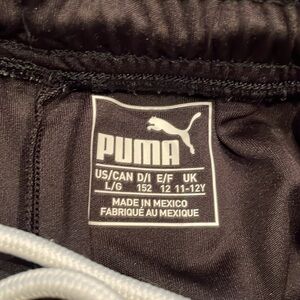 PUMA
US/CAN D/I E/F UK
L/G 152 12 11-12Y
MADE IN MEXICO
FABRIQUÉ AU MEXIQUE